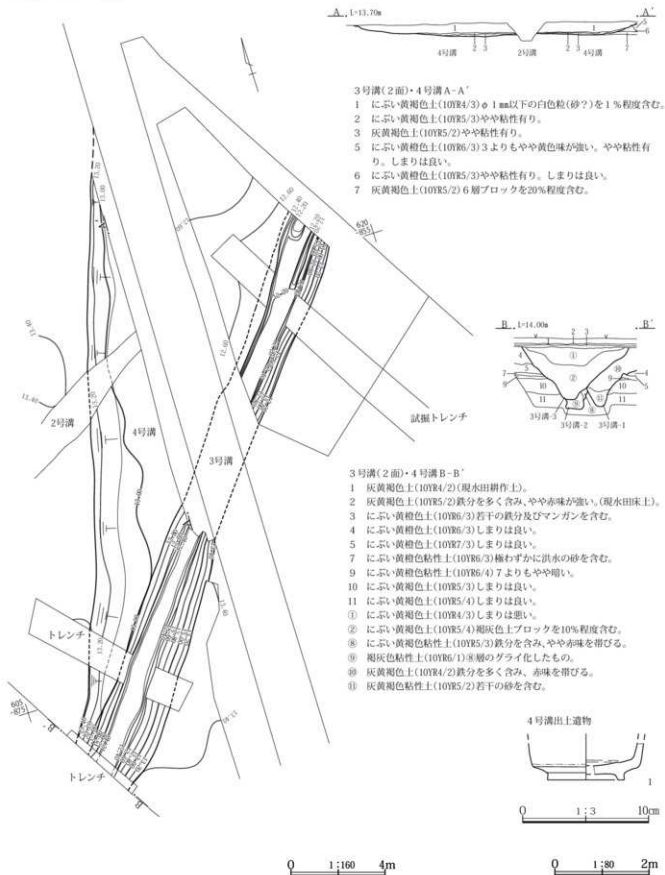 A L=13.70m A'
1 1 5 6
4号溝 2 3 2号溝 2 3 4号溝 7
3号溝(2面)・4号溝A-A'
1 にぶい黄褐色土(10YR4/3)φ1mm以下の白色粒(砂?)を1%程度含む。
2 にぶい黄褐色土(10YR5/3)やや粘性有り。
3 灰黄褐色土(10YR5/2)やや粘性有り。
5 にぶい黄橙色土(10YR6/3)3よりもやや黄色味が強い。やや粘性有
り。しまりは良い。
6 にぶい黄橙色土(10YR5/3)やや粘性有り。しまりは良い。
7 灰黄褐色土(10YR5/2)6層ブロックを20%程度含む。
620
-855
B L=14.00m B'
3号溝-3 3号溝-2 3号溝-1
試掘トレンチ
2号溝
4号溝
3号溝
3号溝(2面)・4号溝B-B'
1 灰黄褐色土(10YR4/2)(現水田耕作土)。
2 灰黄褐色土(10YR5/2)鉄分を多く含み、やや赤味が強い。(現水田床土)。
3 にぶい黄橙色土(10YR6/3)若干の鉄分及びマンガンを含む。
4 にぶい黄橙色土(10YR6/3)しまりは良い。
5 にぶい黄橙色土(10YR7/3)しまりは良い。
7 にぶい黄橙色粘性土(10YR6/3)極わずかに洪水の砂を含む。
9 にぶい黄橙色粘性土(10YR6/4)7よりもやや暗い。
10 にぶい黄褐色土(10YR5/3)しまりは良い。
11 にぶい黄褐色土(10YR5/4)しまりは良い。
① にぶい黄褐色土(10YR4/3)しまりは悪い。
② にぶい黄褐色土(10YR5/4)褐灰色土ブロックを10%程度含む。
⑧ にぶい黄褐色粘性土(10YR5/3)鉄分を含み、やや赤味を帯びる。
⑨ 褐灰色粘性土(10YR6/1)⑧層のグライ化したもの。
⑩ 灰黄褐色土(10YR4/2)鉄分を多く含み、赤味を帯びる。
⑪ 灰黄褐色粘性土(10YR5/2)若干の砂を含む。
トレンチ
605
-875
B'
トレンチ
B
4号溝出土遺物
1
0 1:3 10cm
0 1:160 4m
0 1:80 2m